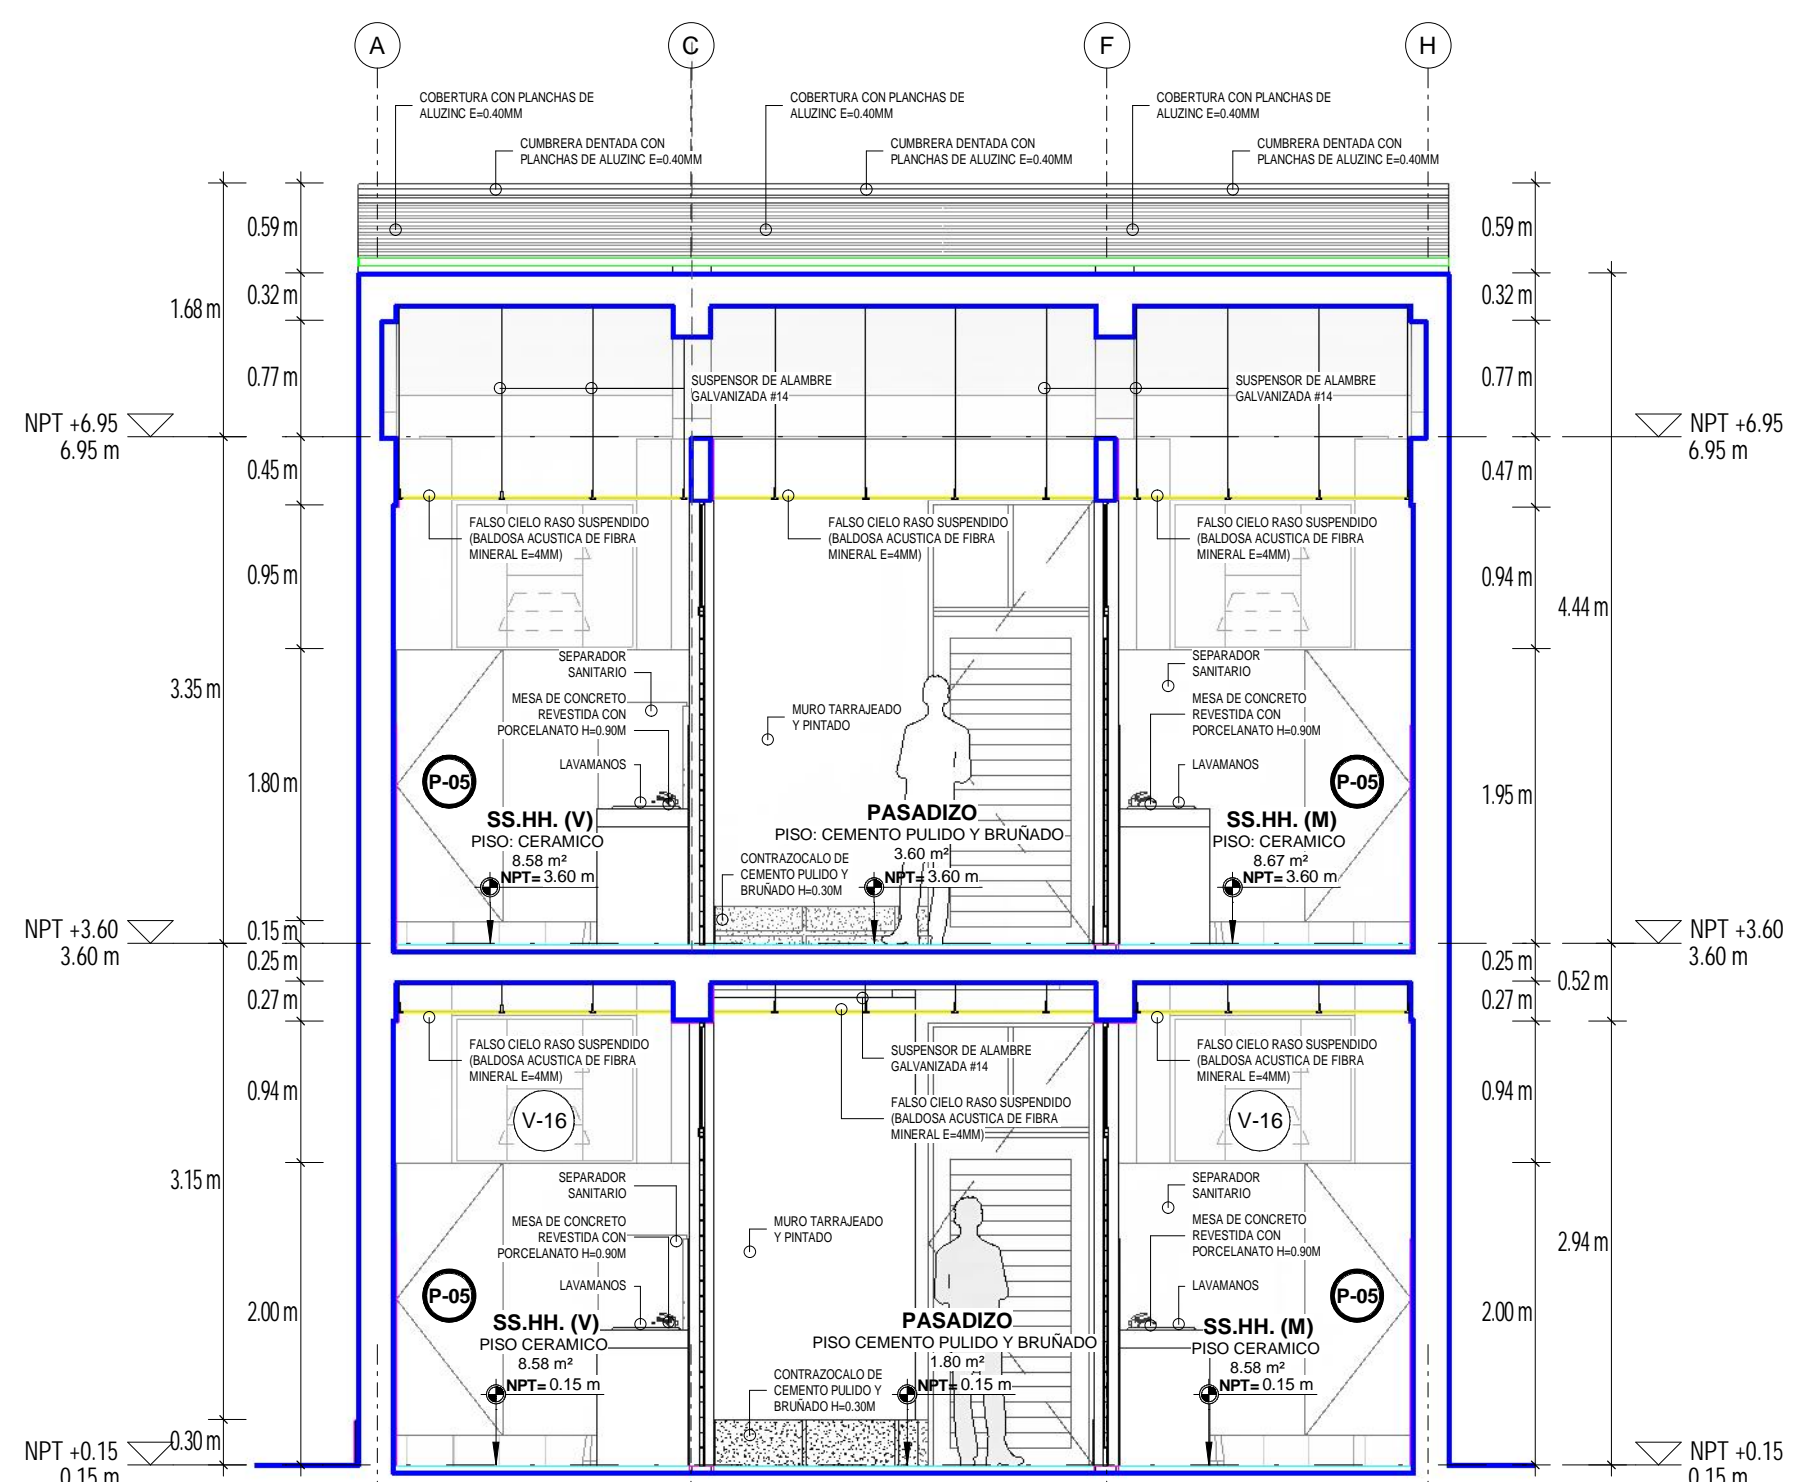 A
C
F
H
COBERTURA CON PLANCHAS DE
ALUZINC E=0.40MM
COBERTURA CON PLANCHAS DE
ALUZINC E=0.40MM
COBERTURA CON PLANCHAS DE
ALUZINC E=0.40MM
CUMBRERA DENTADA CON
PLANCHAS DE ALUZINC E=0.40MM
CUMBRERA DENTADA CON
PLANCHAS DE ALUZINC E=0.40MM
CUMBRERA DENTADA CON
PLANCHAS DE ALUZINC E=0.40MM
0.59 m
0.59 m
1.68 m
0.32 m
0.32 m
0.77 m
0.77 m
SUSPENSOR DE ALAMBRE
GALVANIZADA #14
SUSPENSOR DE ALAMBRE
GALVANIZADA #14
NPT +6.95
6.95 m
NPT +6.95
6.95 m
0.45 m
0.47 m
FALSO CIELO RASO SUSPENDIDO
(BALDOSA ACUSTICA DE FIBRA
MINERAL E=4MM)
FALSO CIELO RASO SUSPENDIDO
(BALDOSA ACUSTICA DE FIBRA
MINERAL E=4MM)
FALSO CIELO RASO SUSPENDIDO
(BALDOSA ACUSTICA DE FIBRA
MINERAL E=4MM)
0.95 m
0.94 m
4.44 m
3.35 m
SEPARADOR
SANITARIO
MESA DE CONCRETO
REVESTIDA CON
PORCELANATO H=0.90M
LAVAMANOS
MURO TARRAJEADO
Y PINTADO
SEPARADOR
SANITARIO
MESA DE CONCRETO
REVESTIDA CON
PORCELANATO H=0.90M
LAVAMANOS
1.80 m
P-05
P-05
1.95 m
SS.HH. (V)
PISO: CERAMICO
8.58 m²
NPT= 3.60 m
PASADIZO
PISO: CEMENTO PULIDO Y BRUÑADO
3.60 m²
NPT= 3.60 m
SS.HH. (M)
PISO: CERAMICO
8.67 m²
NPT= 3.60 m
CONTRAZOCALO DE
CEMENTO PULIDO Y
BRUÑADO H=0.30M
NPT +3.60
3.60 m
0.15 m
NPT +3.60
3.60 m
0.25 m
0.25 m
0.27 m
0.27 m
0.52 m
FALSO CIELO RASO SUSPENDIDO
(BALDOSA ACUSTICA DE FIBRA
MINERAL E=4MM)
SUSPENSOR DE ALAMBRE
GALVANIZADA #14
FALSO CIELO RASO SUSPENDIDO
(BALDOSA ACUSTICA DE FIBRA
MINERAL E=4MM)
FALSO CIELO RASO SUSPENDIDO
(BALDOSA ACUSTICA DE FIBRA
MINERAL E=4MM)
0.94 m
0.94 m
V-16
V-16
3.15 m
SEPARADOR
SANITARIO
MESA DE CONCRETO
REVESTIDA CON
PORCELANATO H=0.90M
LAVAMANOS
MURO TARRAJEADO
Y PINTADO
SEPARADOR
SANITARIO
MESA DE CONCRETO
REVESTIDA CON
PORCELANATO H=0.90M
LAVAMANOS
2.94 m
P-05
P-05
2.00 m
2.00 m
SS.HH. (V)
PISO CERAMICO
8.58 m²
NPT= 0.15 m
PASADIZO
PISO CEMENTO PULIDO Y BRUÑADO
1.80 m²
NPT= 0.15 m
SS.HH. (M)
PISO CERAMICO
8.58 m²
NPT= 0.15 m
CONTRAZOCALO DE
CEMENTO PULIDO Y
BRUÑADO H=0.30M
0.30 m
NPT +0.15
0.15 m
NPT +0.15
0.15 m